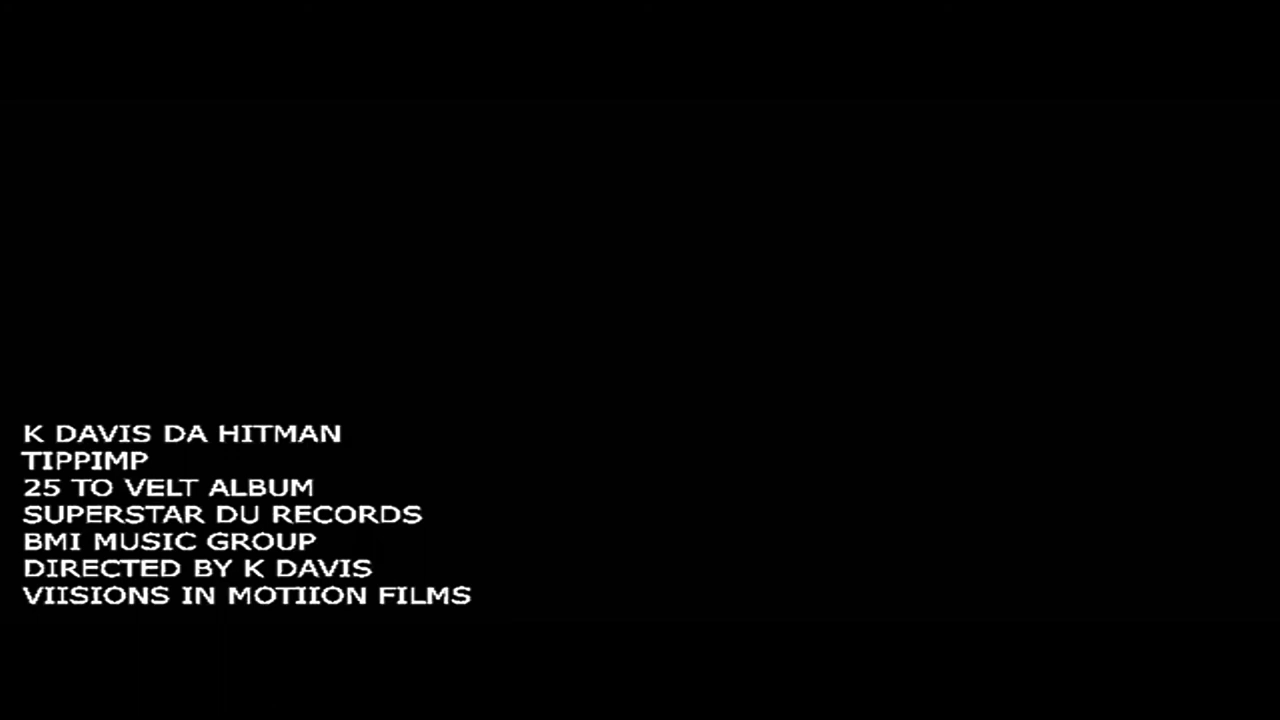 K DAVIS DA HITMAN
TIPPIMP
25 TO VELT ALBUM
SUPERSTAR DU RECORDS
BMI MUSIC GROUP
DIRECTED BY K DAVIS
VIISIONS IN MOTIION FILMS